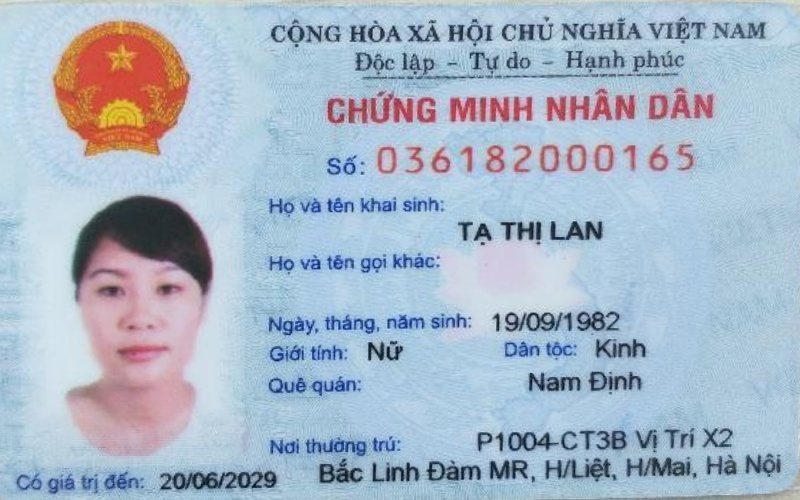 CỘNG HÒA XÃ HỘI CHỦ NGHĨA VIỆT NAM
Độc lập - Tự do - Hạnh phúc
CHỨNG MINH NHÂN DÂN
Số: 036182000165
Họ và tên khai sinh:
TẠ THỊ LAN
Họ và tên gọi khác:
Ngày, tháng, năm sinh: 19/09/1982
Giới tính: Nữ Dân tộc: Kinh
Quê quán: Nam Định
Nơi thường trú: P1004-CT3B Vị Trí X2
Bắc Linh Đàm MR, H/Liệt, H/Mai, Hà Nội
Có giá trị đến: 20/06/2029
VIỆT NAM